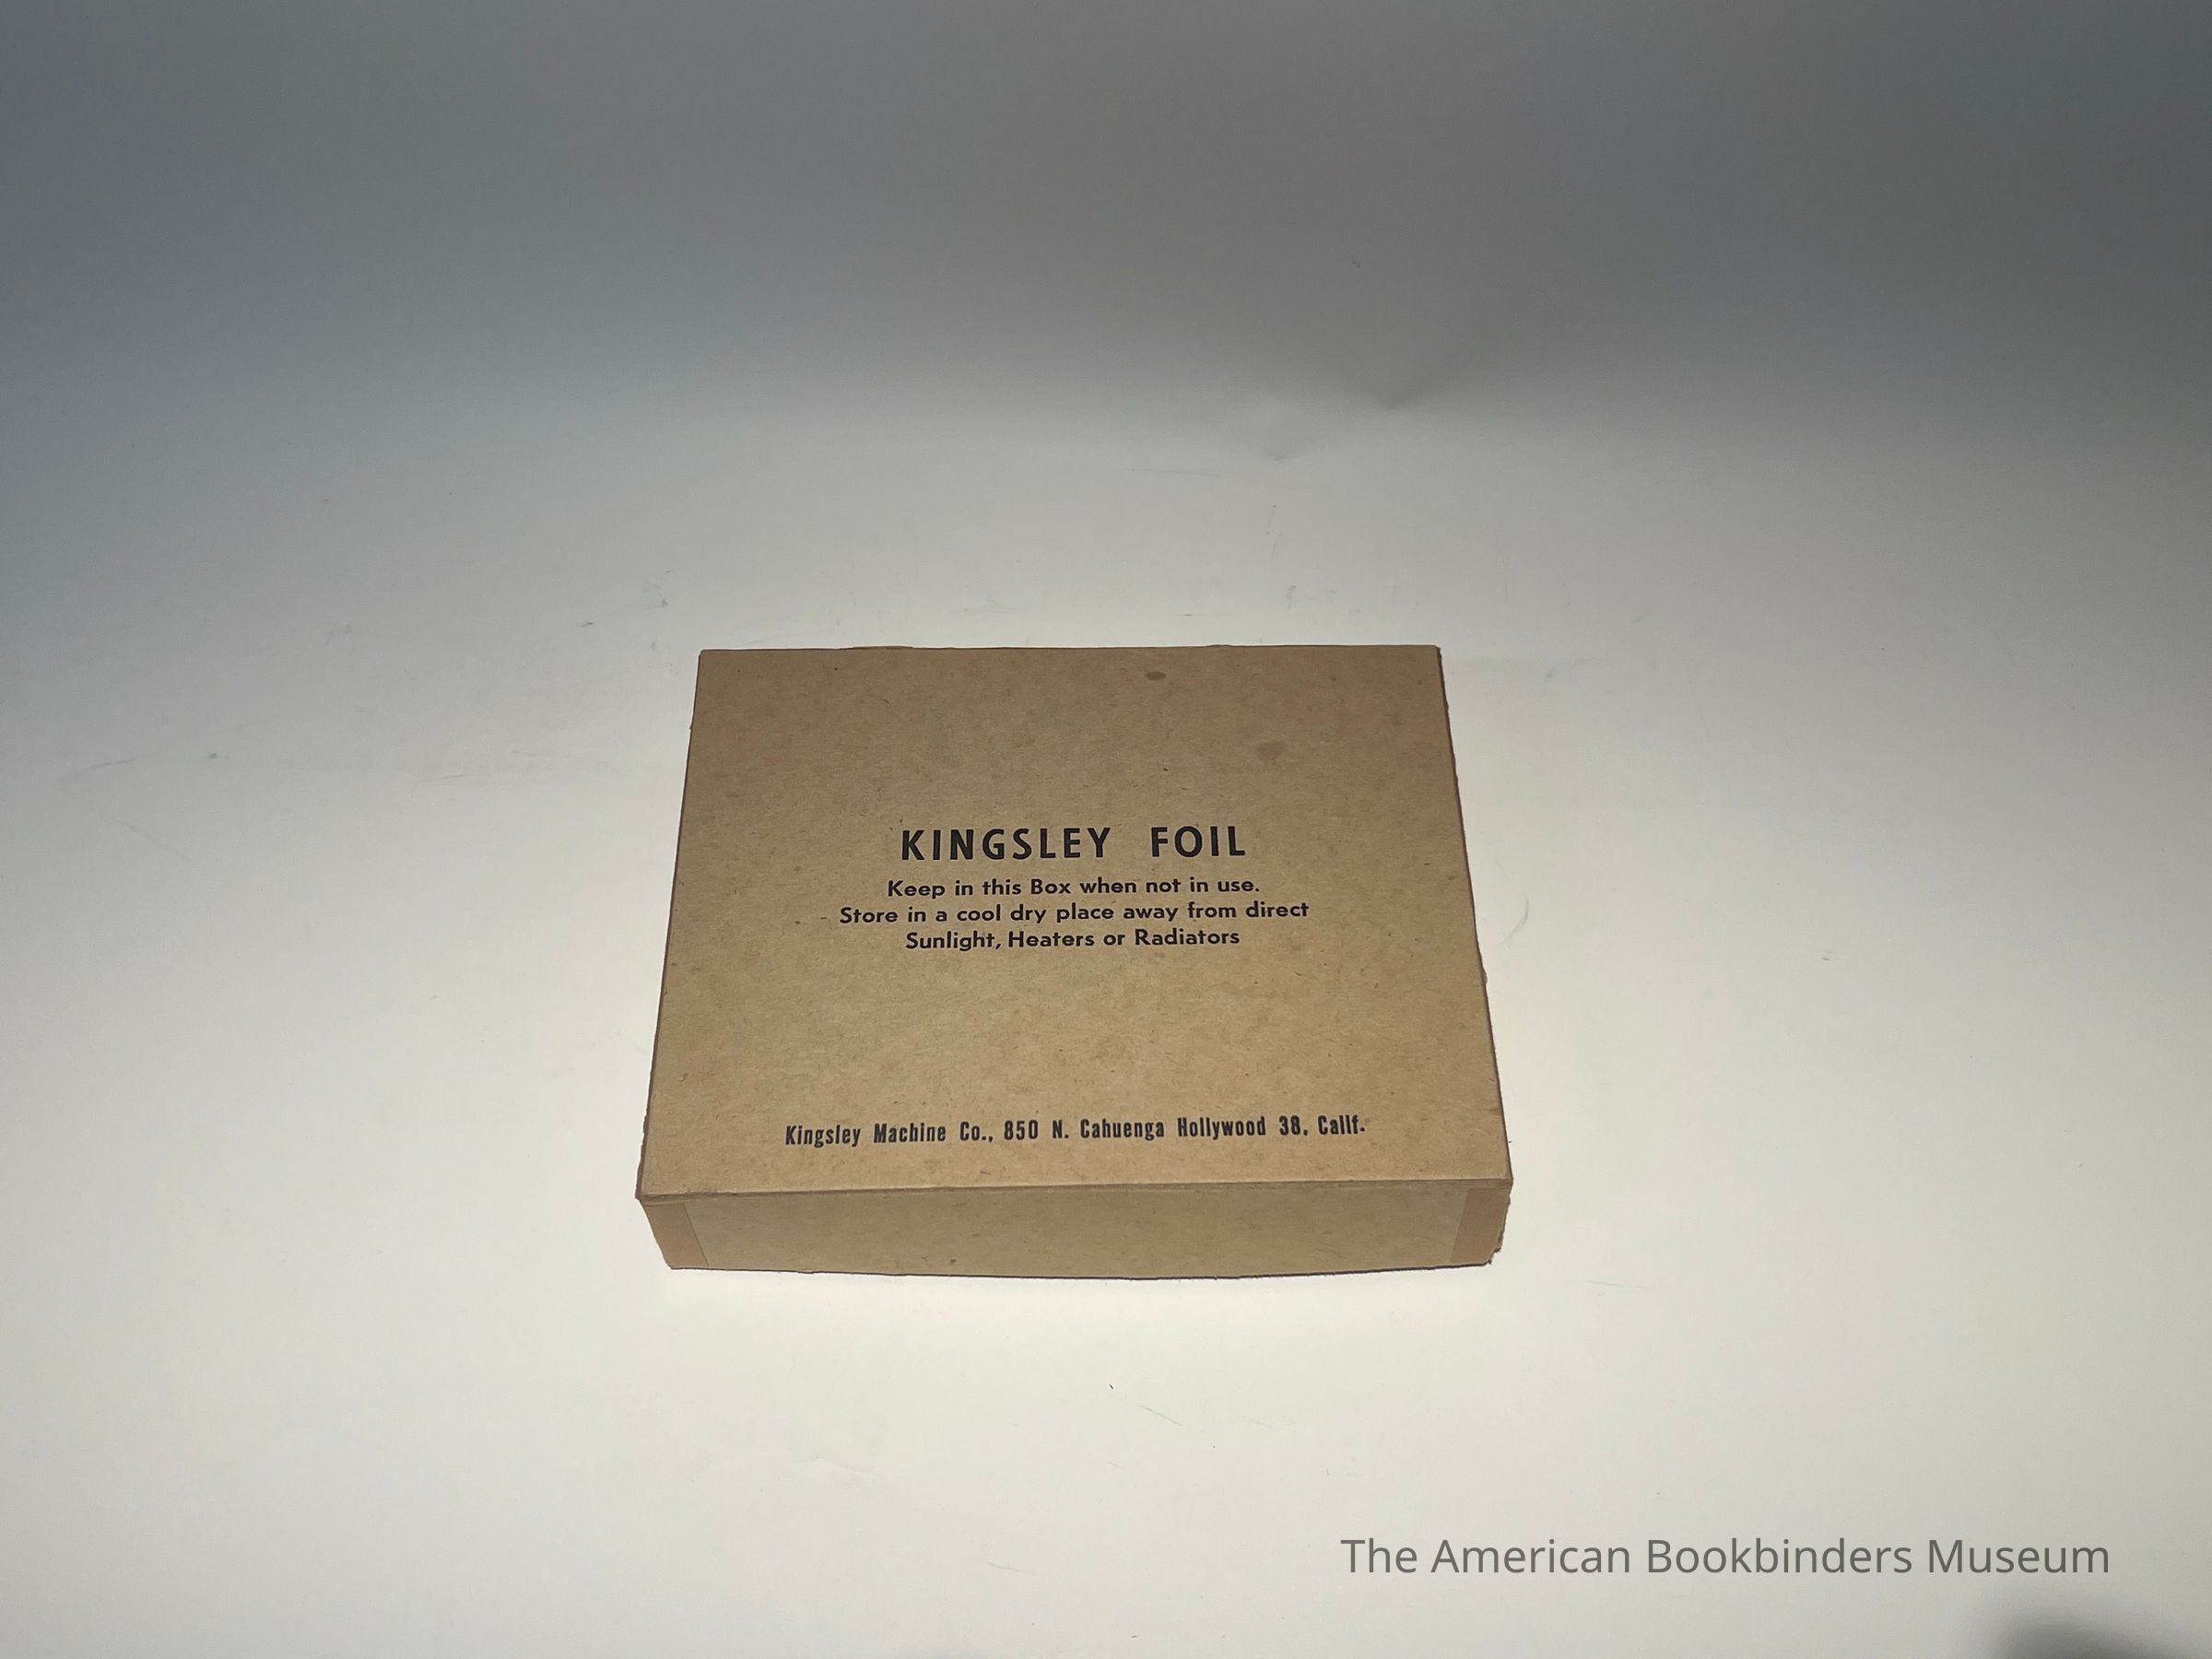 KINGSLEY FOIL
Keep in this Box when not in use.
Store in a cool dry place away from direct
Sunlight, Heaters or Radiators
Kingsley Machine Co., 850 N. Cahuenga Hollywood 38, Calif.
The American Bookbinders Museum